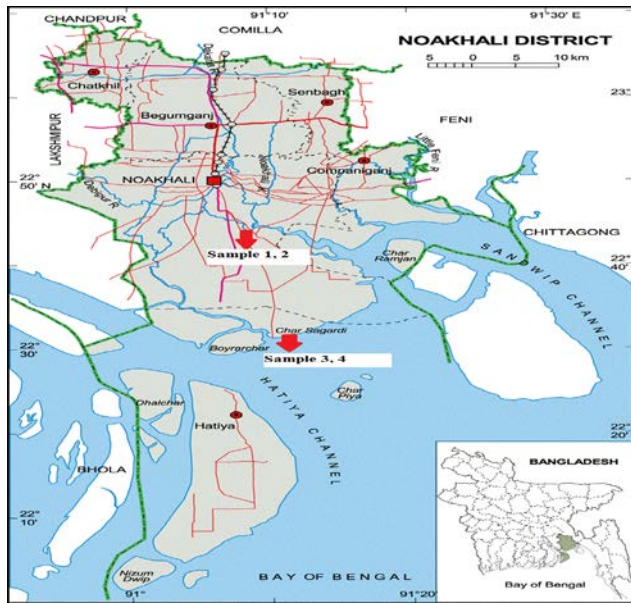 91° 10'
91° 30' E
CHANDPUR
COMILLA
NOAKHALI DISTRICT
5 0 5 10 km
Chatkhil
Senbagh
23°
Begumganj
FENI
LAKSHMIPUR
Little Feni R
Companiganj
NOAKHALI
Noakhali K
22°
50' N
CHITTAGONG
Sample 1, 2
Char
Ramjan
SANDWIP CHANNEL
22°
40'
Char Sagardi
22°
30'
Boyrarchar
Sample 3, 4
HATIYA CHANNEL
Dhalchar
Char
Piya
Hatiya
22°
20'
BHOLA
BANGLADESH
22°
10'
Bay of Bengal
Nizum
Dwip
BAY OF BENGAL
91°
91°20'